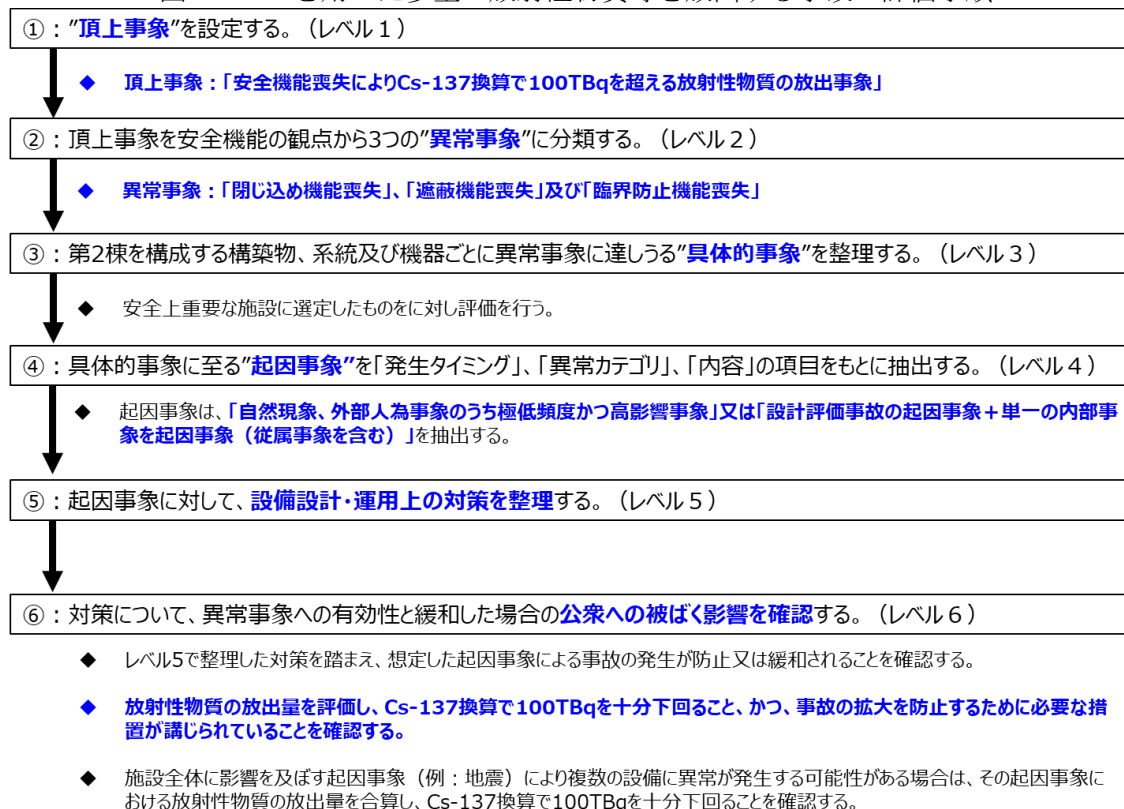 ①：”頂上事象”を設定する。（レベル１）
◆ 頂上事象：「安全機能喪失によりCs-137換算で100TBqを超える放射性物質の放出事象」
②：頂上事象を安全機能の観点から3つの”異常事象”に分類する。（レベル２）
◆ 異常事象：「閉じ込め機能喪失」、「遮蔽機能喪失」及び「臨界防止機能喪失」
③：第2棟を構成する構築物、系統及び機器ごとに異常事象に達しうる”具体的事象”を整理する。（レベル３）
◆ 安全上重要な施設に選定したものをに対し評価を行う。
④：具体的事象に至る”起因事象”を「発生タイミング」、「異常カテゴリ」、「内容」の項目をもとに抽出する。（レベル４）
◆ 起因事象は、「自然現象、外部人為事象のうち極低頻度かつ高影響事象」又は「設計評価事故の起因事象＋単一の内部事
象を起因事象（従属事象を含む）」を抽出する。
⑤：起因事象に対して、設備設計・運用上の対策を整理する。（レベル５）
⑥：対策について、異常事象への有効性と緩和した場合の公衆への被ばく影響を確認する。（レベル６）
◆ レベル5で整理した対策を踏まえ、想定した起因事象による事故の発生が防止又は緩和されることを確認する。
◆ 放射性物質の放出量を評価し、Cs-137換算で100TBqを十分下回ること、かつ、事故の拡大を防止するために必要な措
置が講じられていることを確認する。
◆ 施設全体に影響を及ぼす起因事象（例：地震）により複数の設備に異常が発生する可能性がある場合は、その起因事象に
おける放射性物質の放出量を合算し、Cs-137換算で100TBqを十分下回ることを確認する。